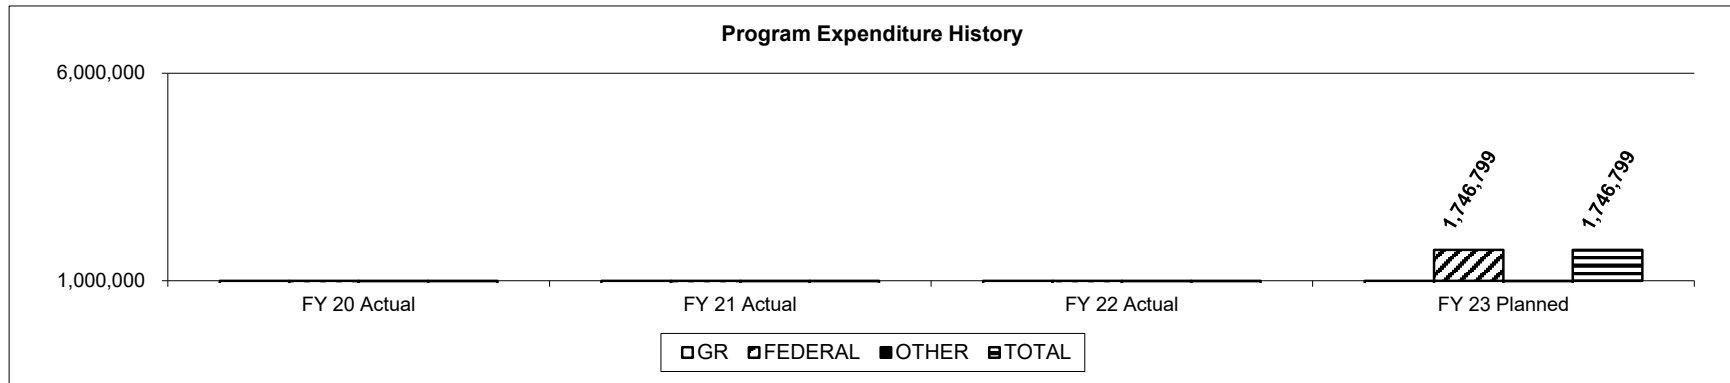 Program Expenditure History
6,000,000
1,746,799 1,746,799
1,000,000
FY 20 Actual FY 21 Actual FY 22 Actual FY 23 Planned
GR FEDERAL OTHER TOTAL